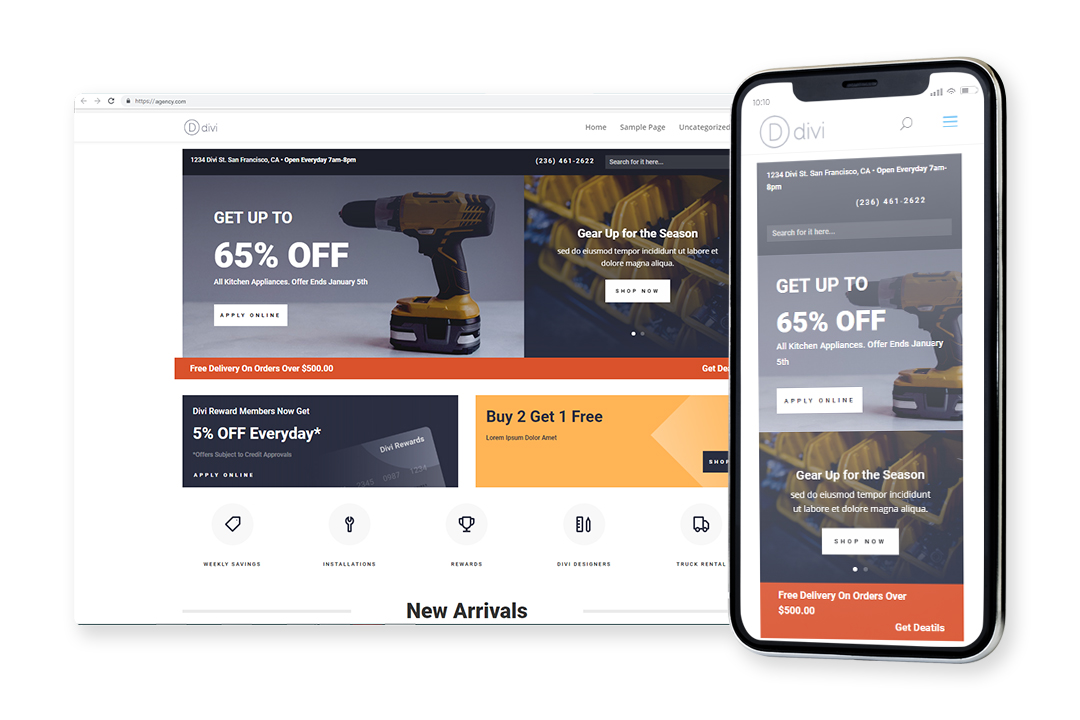 https://agency.com
divi
Home Sample Page Uncategorized
1234 Divi St. San Francisco, CA • Open Everyday 7am-8pm
(236) 461-2622
Search for it here...
GET UP TO
65% OFF
All Kitchen Appliances. Offer Ends January 5th
APPLY ONLINE
Gear Up for the Season
sed do eiusmod tempor incididunt ut labore et
dolore magna aliqua.
SHOP NOW
Free Delivery On Orders Over $500.00
Get De
Divi Reward Members Now Get
5% OFF Everyday*
*Offers Subject to Credit Approvals
APPLY ONLINE
Divi Rewards
2345 0987 1234
Buy 2 Get 1 Free
Lorem Ipsum Dolor Amet
SHO
WEEKLY SAVINGS
INSTALLATIONS
REWARDS
DIVI DESIGNERS
TRUCK RENTAL
New Arrivals
10:10
divi
1234 Divi St. San Francisco, CA • Open Everyday 7am-
8pm
(236) 461-2622
Search for it here...
GET UP TO
65% OFF
All Kitchen Appliances. Offer Ends January
5th
APPLY ONLINE
Gear Up for the Season
sed do eiusmod tempor incididunt
ut labore et dolore magna aliqua.
SHOP NOW
Free Delivery On Orders Over
$500.00
Get Deatils